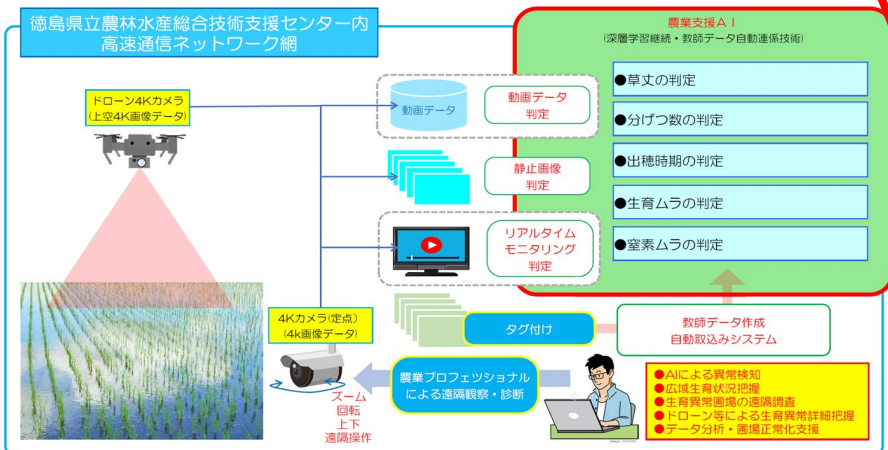 徳島県立農林水産総合技術支援センター内
高速通信ネットワーク網
農業支援AI
(深層学習継続・教師データ自動連係技術)
ドローン4Kカメラ
(上空4K画像データ)
動画データ
動画データ
判定
静止画像
判定
リアルタイム
モニタリング
判定
●草丈の判定
●分げつ数の判定
●出穂時期の判定
●生育ムラの判定
●窒素ムラの判定
4Kカメラ(定点)
(4k画像データ)
タグ付け
教師データ作成
自動取込みシステム
ズーム
回転
上下
遠隔操作
農業プロフェッショナル
による遠隔観察・診断
●AIによる異常検知
●広域生育状況把握
●生育異常圃場の遠隔調査
●ドローン等による生育異常詳細把握
●データ分析・圃場正常化支援